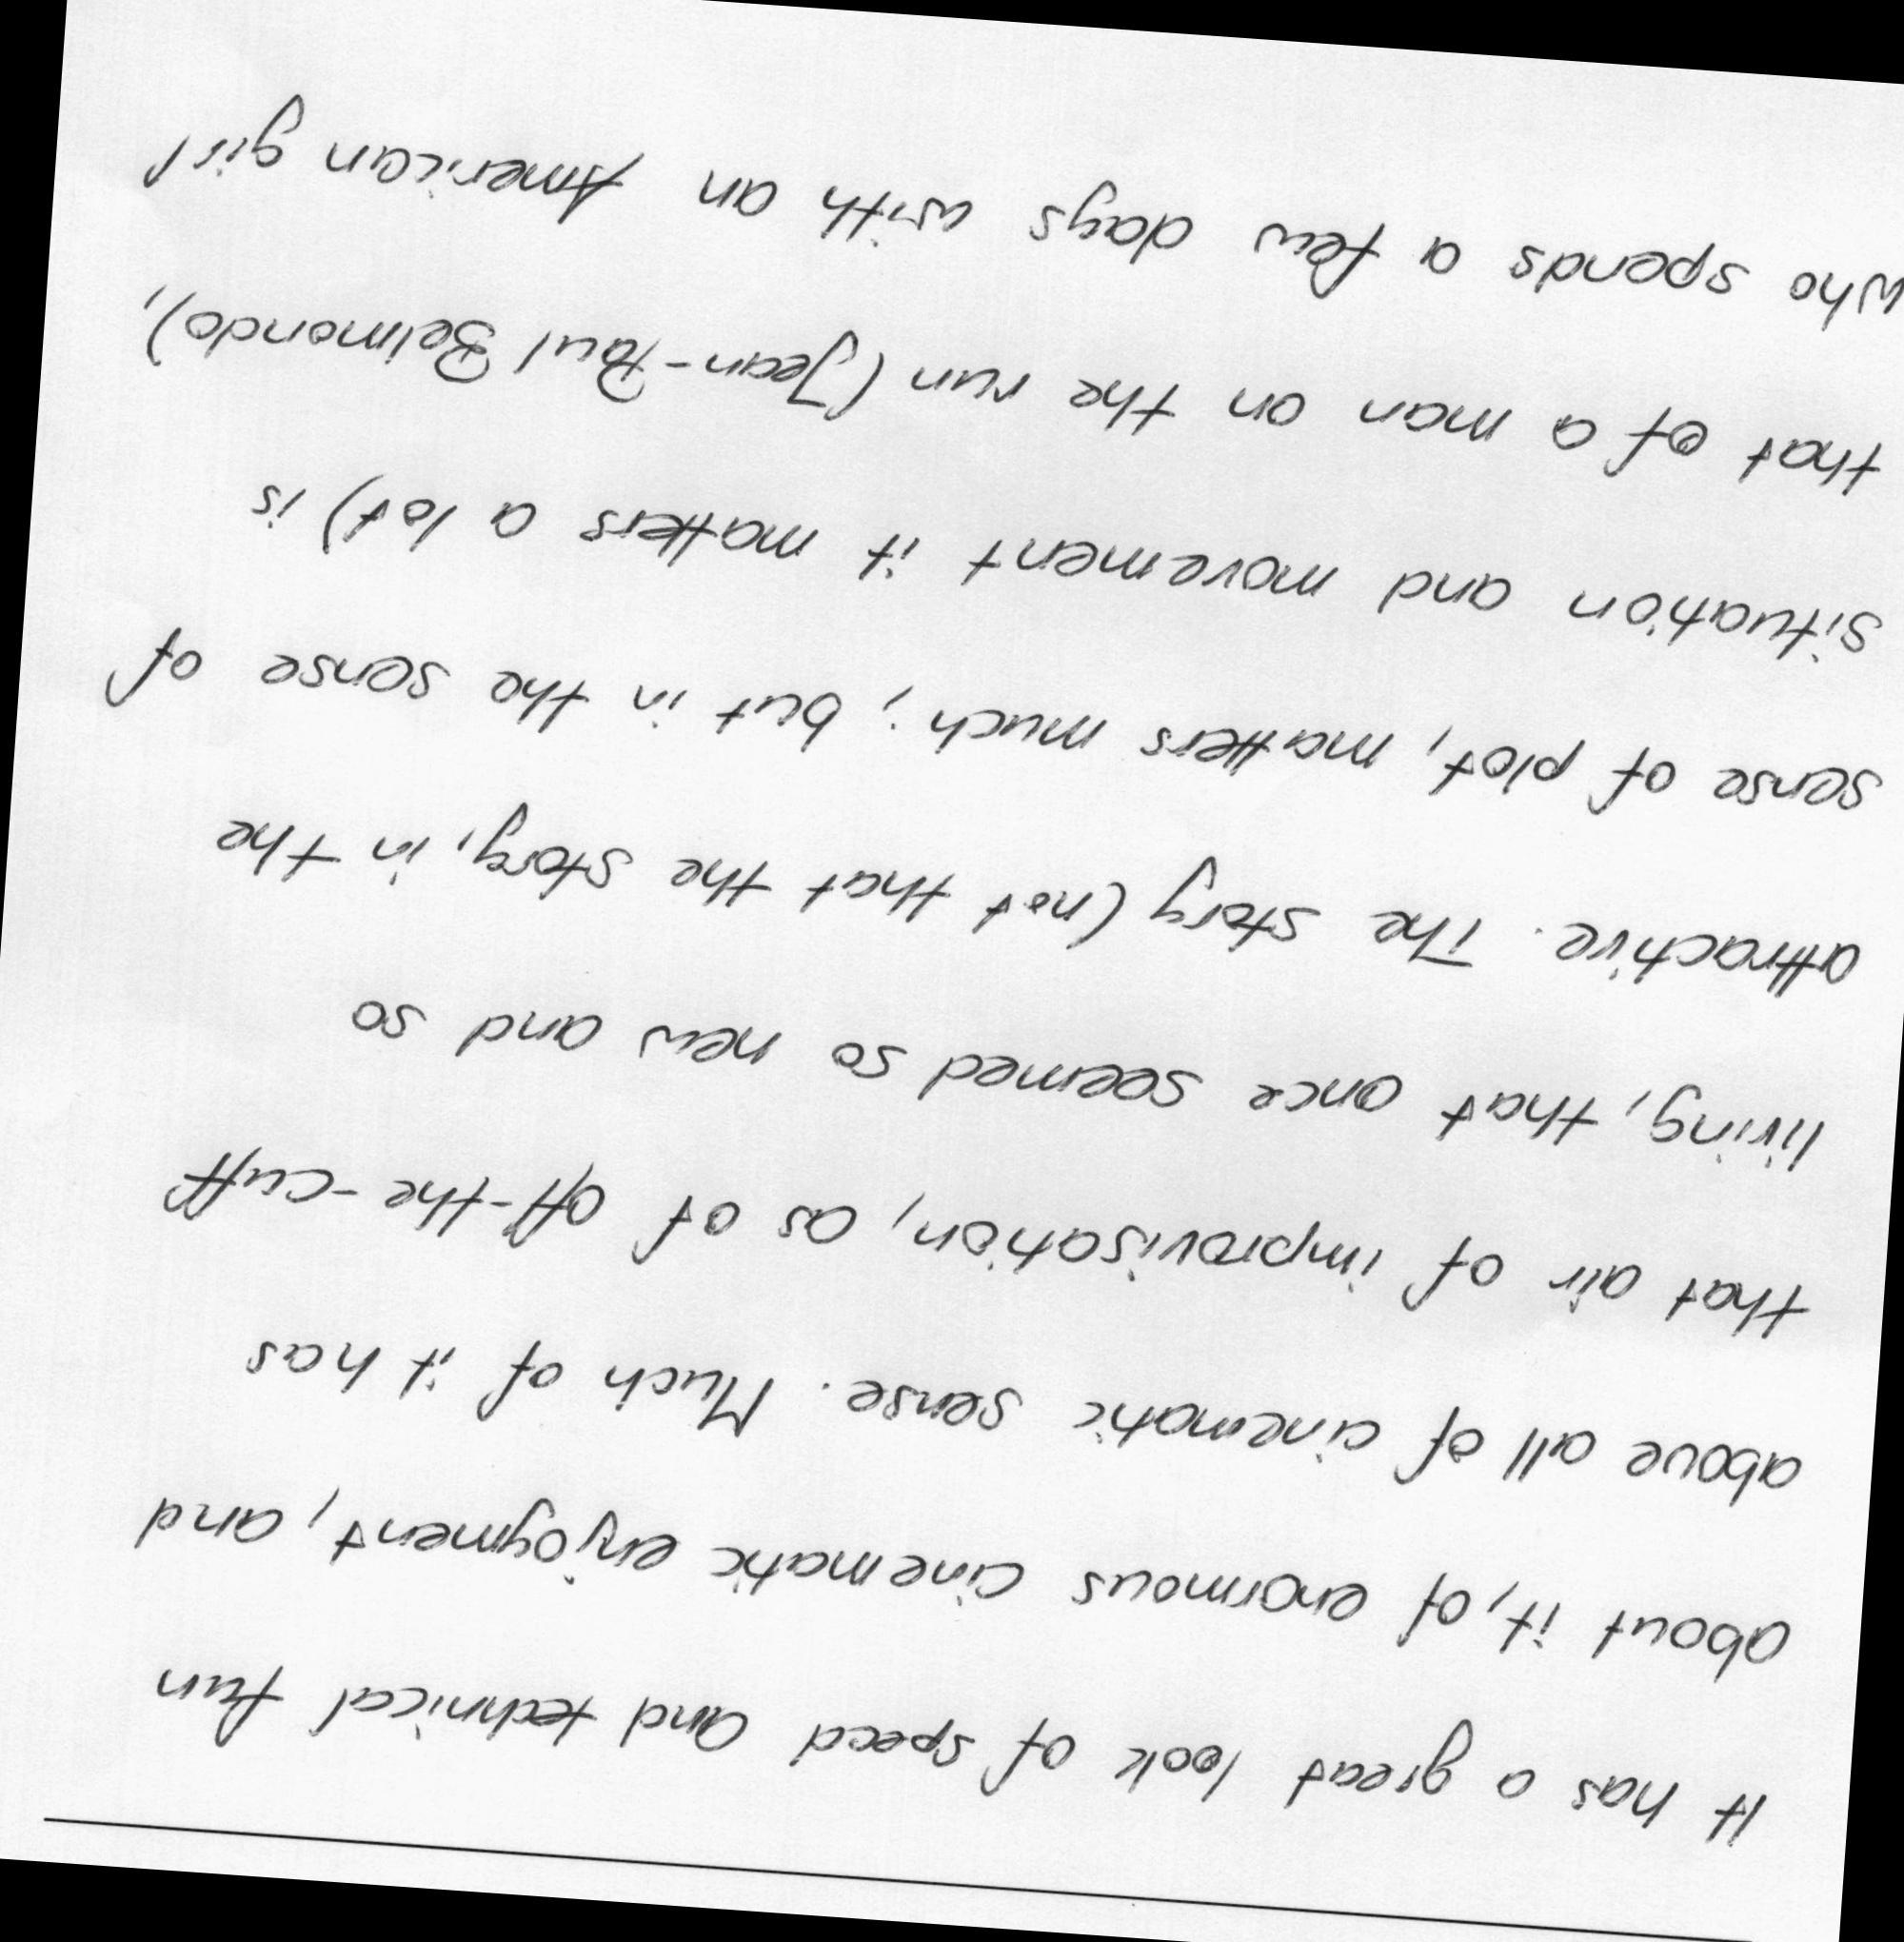 It has a great look of speed and technical fun
about it, of enormous cinematic enjoyment, and
above all of cinematic sense. Much of it has
that air of improvisation, as of off-the-cuff
living, that once seemed so new and so
attractive. The story (not that the story, in the
sense of plot, matters much; but in the sense of
situation and movement it matters a lot) is
that of a man on the run (Jean-Paul Belmondo),
who spends a few days with an American girl